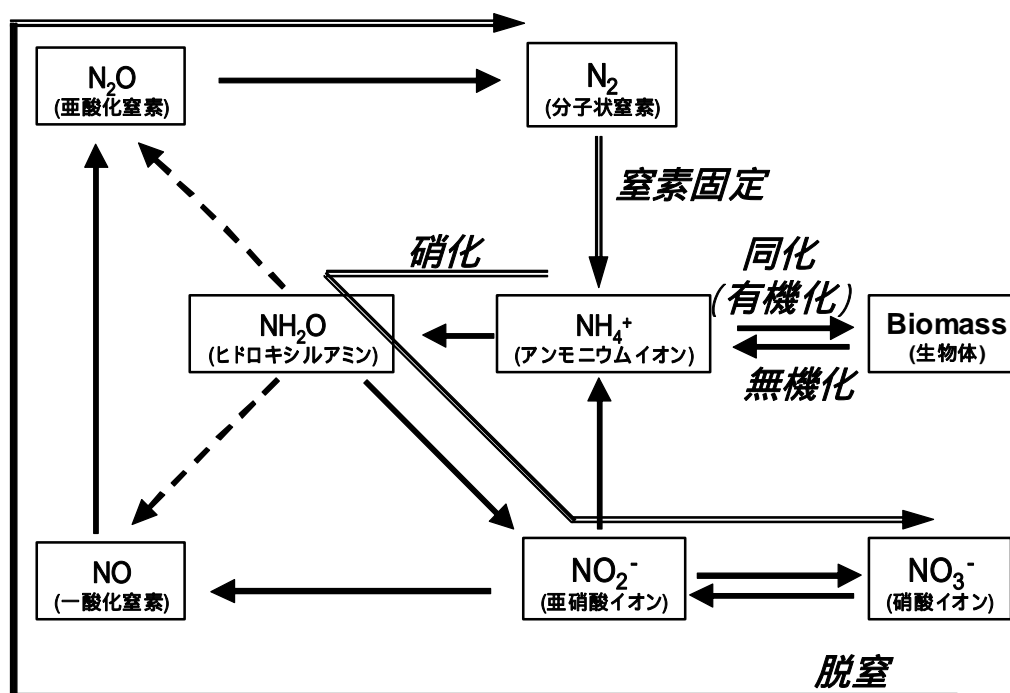 N₂O
(亜酸化窒素)
N₂
(分子状窒素)
窒素固定
硝化
同化
(有機化)
NH₂O
(ヒドロキシルアミン)
NH₄⁺
(アンモニウムイオン)
Biomass
(生物体)
無機化
NO
(一酸化窒素)
NO₂⁻
(亜硝酸イオン)
NO₃⁻
(硝酸イオン)
脱窒